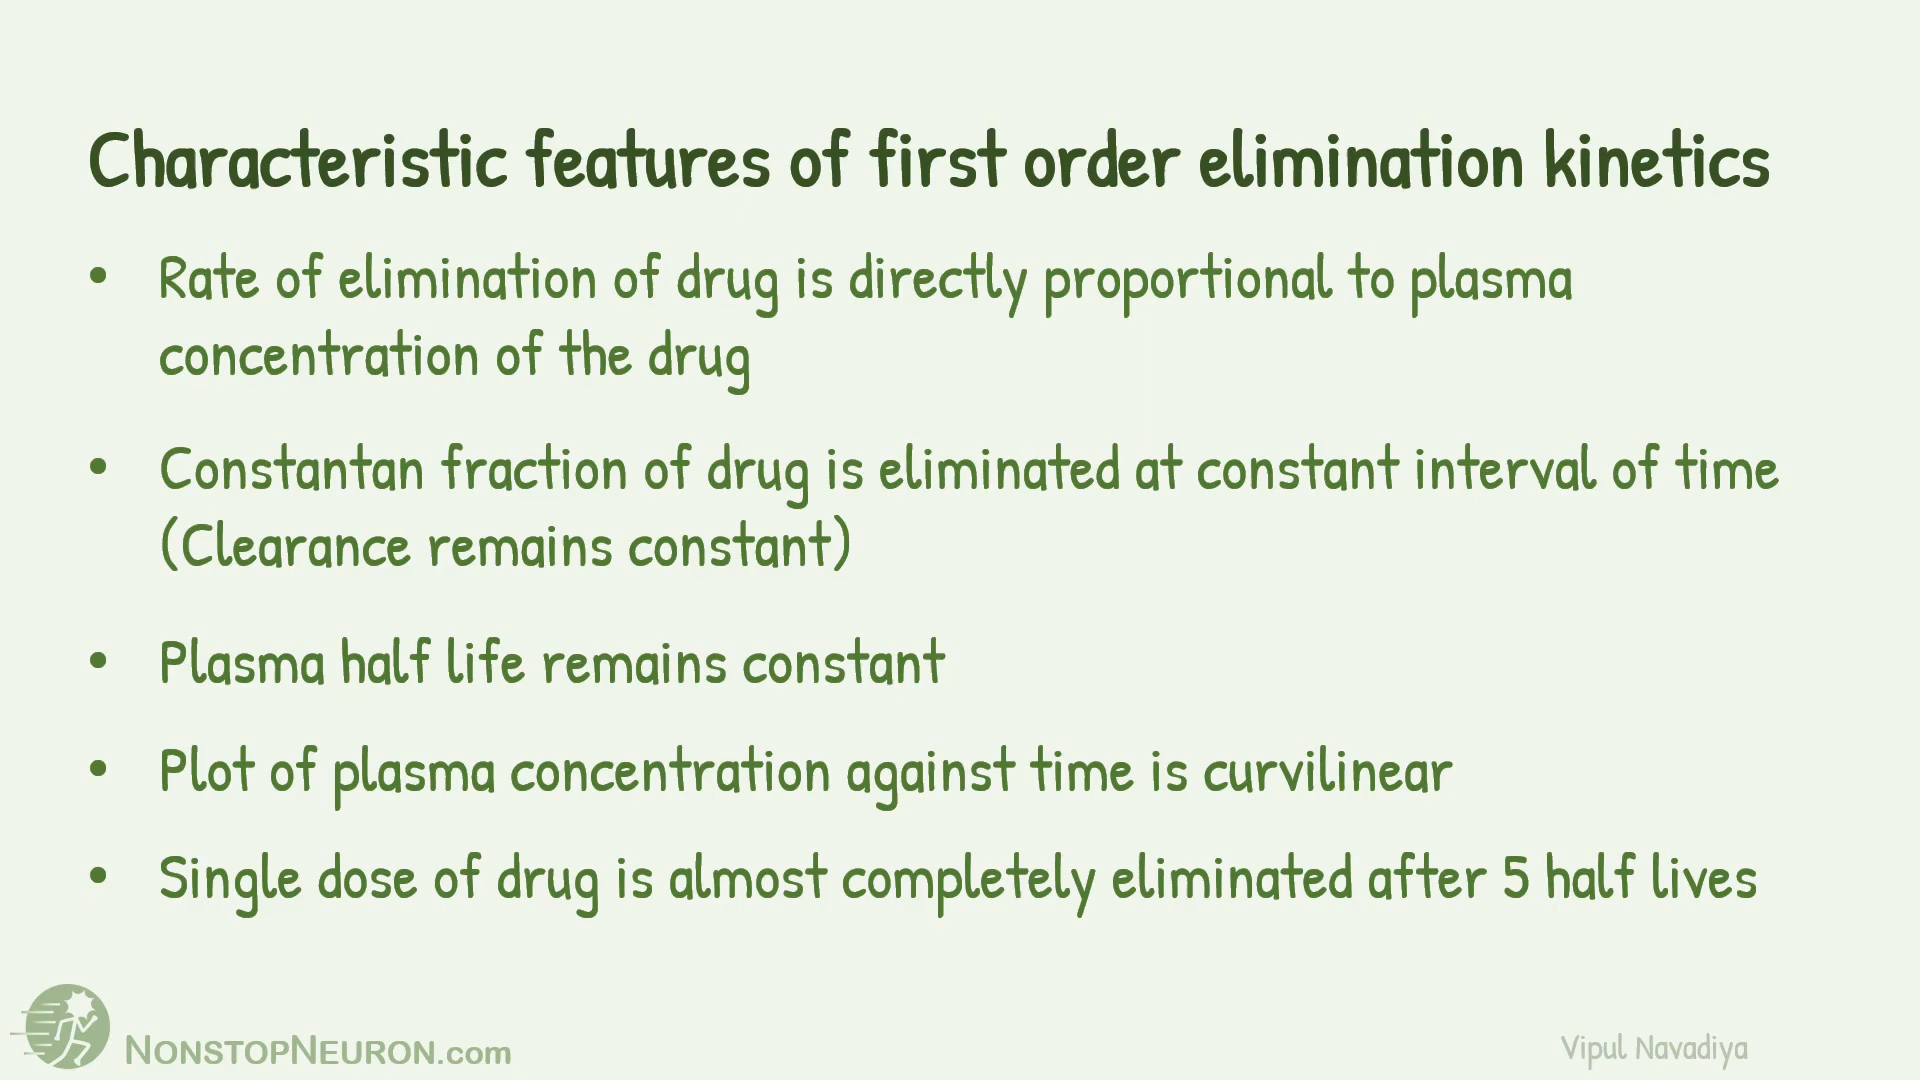 Characteristic features of first order elimination kinetics
• Rate of elimination of drug is directly proportional to plasma
concentration of the drug
• Constantan fraction of drug is eliminated at constant interval of time
(Clearance remains constant)
• Plasma half life remains constant
• Plot of plasma concentration against time is curvilinear
• Single dose of drug is almost completely eliminated after 5 half lives
NONSTOPNEURON.com
Vipul Navadiya